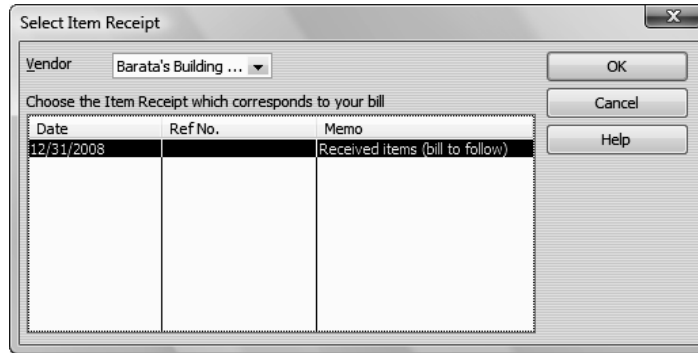 Select Item Receipt
Vendor Barata's Building ... OK
Choose the Item Receipt which corresponds to your bill Cancel
Date Ref No. Memo Help
12/31/2008 Received items (bill to follow)